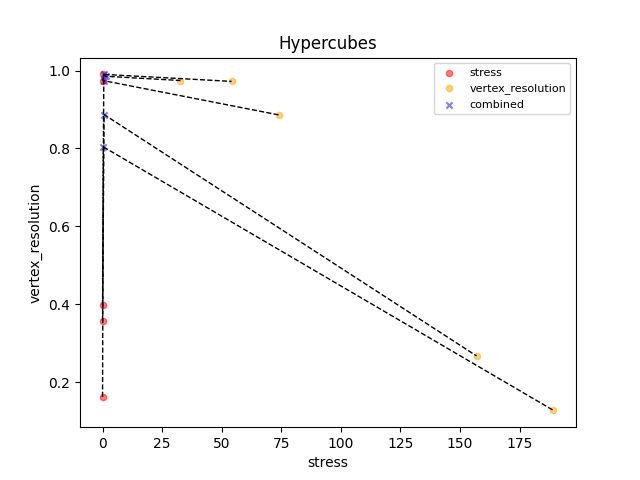 Hypercubes
stress
vertex_resolution
combined
1.0
0.8
0.6
0.4
0.2
vertex_resolution
0
25
50
75
100
125
150
175
stress